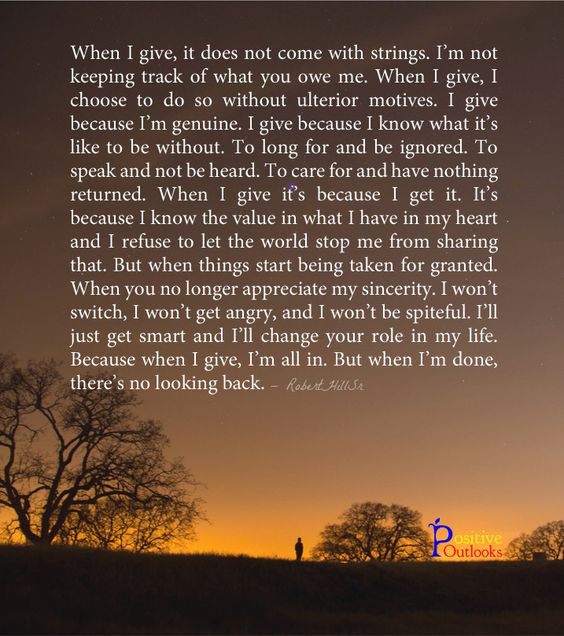 When I give, it does not come with strings. I'm not
keeping track of what you owe me. When I give, I
choose to do so without ulterior motives. I give
because I'm genuine. I give because I know what it's
like to be without. To long for and be ignored. To
speak and not be heard. To care for and have nothing
returned. When I give it's because I get it. It's
because I know the value in what I have in my heart
and I refuse to let the world stop me from sharing
that. But when things start being taken for granted.
When you no longer appreciate my sincerity. I won't
switch, I won't get angry, and I won't be spiteful. I'll
just get smart and I'll change your role in my life.
Because when I give, I'm all in. But when I'm done,
there's no looking back. – Robert Hill Sr
Positive
Outlooks